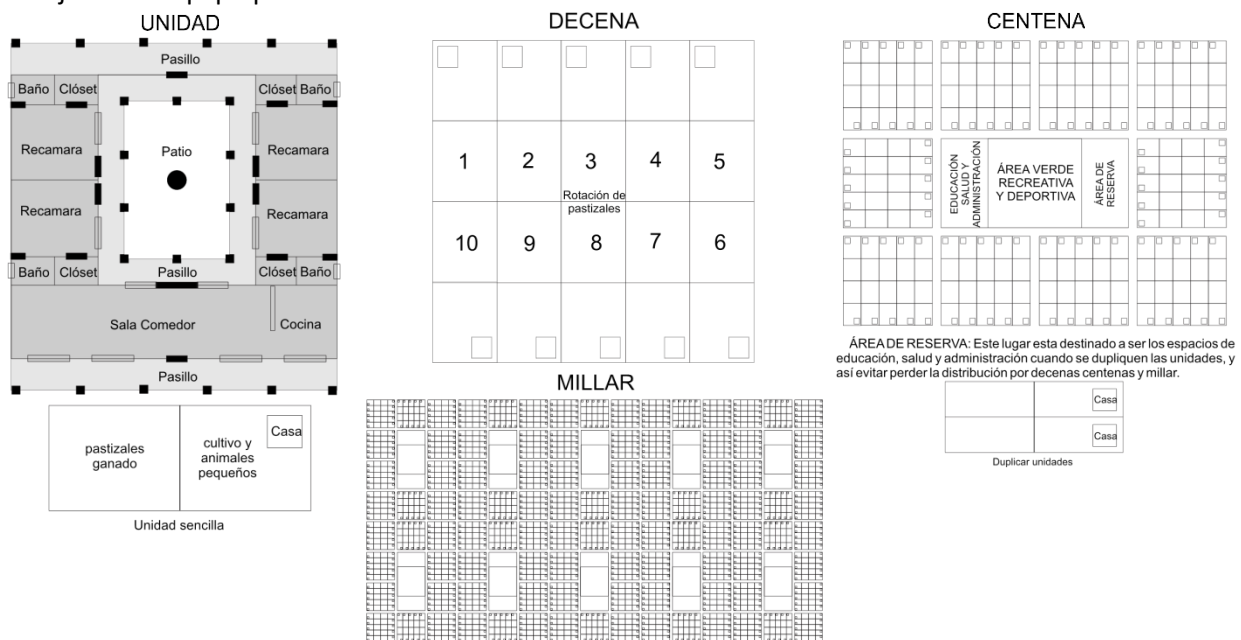 UNIDAD
Pasillo
Baño Clóset
Clóset Baño
Recamara
Recamara
Patio
Recamara
Recamara
Baño Clóset
Pasillo
Clóset Baño
Sala Comedor
Cocina
Pasillo
pastizales
ganado
cultivo y
animales
pequeños
Casa
Unidad sencilla
DECENA
1 2 3 4 5
Rotación de
pastizales
10 9 8 7 6
MILLAR
CENTENA
EDUCACIÓN
SALUD Y
ADMINISTRACIÓN
ÁREA VERDE
RECREATIVA
Y DEPORTIVA
ÁREA DE
RESERVA
ÁREA DE RESERVA: Este lugar esta destinado a ser los espacios de
educación, salud y administración cuando se dupliquen las unidades, y
así evitar perder la distribución por decenas centenas y millar.
Casa
Casa
Duplicar unidades